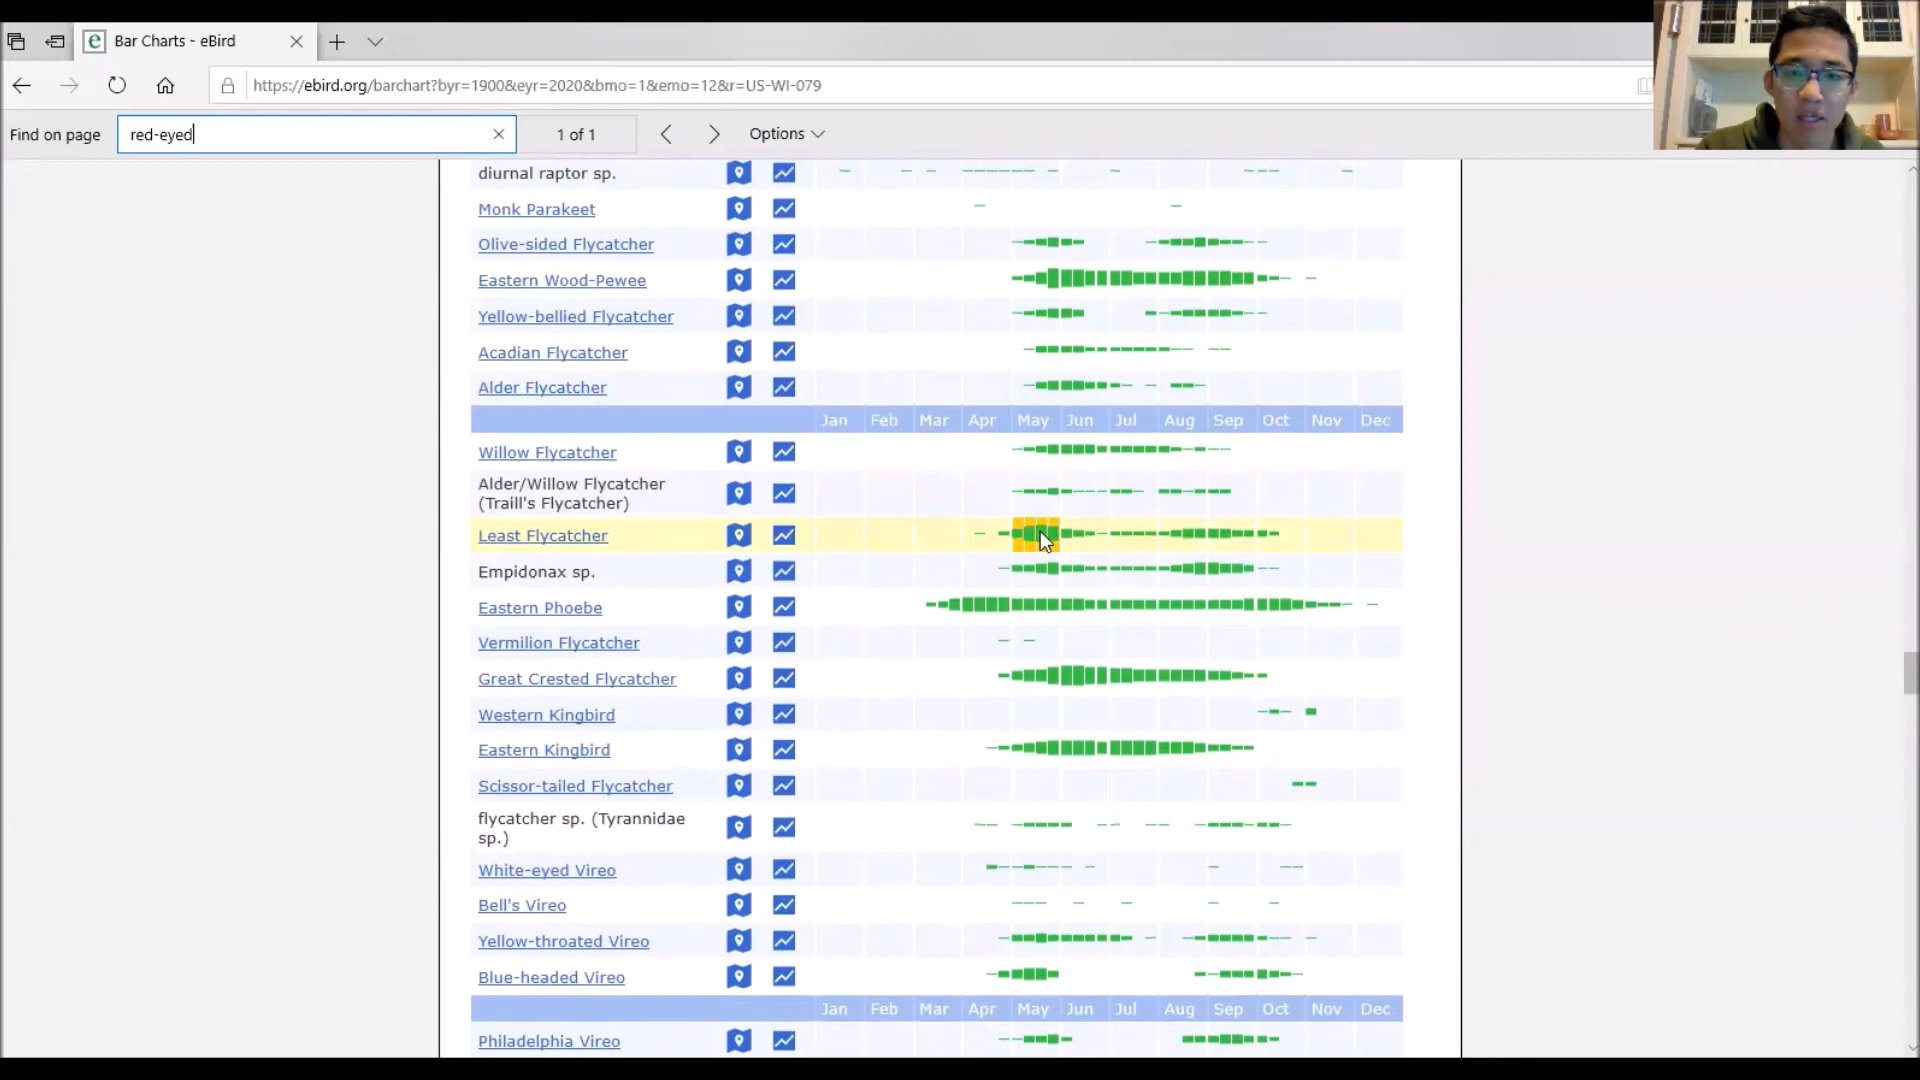 Bar Charts - eBird
https://ebird.org/barchart?byr=1900&eyr=2020&bmo=1&emo=12&r=US-WI-079
Find on page
red-eyed
1 of 1
Options
diurnal raptor sp.
Monk Parakeet
Olive-sided Flycatcher
Eastern Wood-Pewee
Yellow-bellied Flycatcher
Acadian Flycatcher
Alder Flycatcher
Jan Feb Mar Apr May Jun Jul Aug Sep Oct Nov Dec
Willow Flycatcher
Alder/Willow Flycatcher
(Traill's Flycatcher)
Least Flycatcher
Empidonax sp.
Eastern Phoebe
Vermilion Flycatcher
Great Crested Flycatcher
Western Kingbird
Eastern Kingbird
Scissor-tailed Flycatcher
flycatcher sp. (Tyrannidae
sp.)
White-eyed Vireo
Bell's Vireo
Yellow-throated Vireo
Blue-headed Vireo
Jan Feb Mar Apr May Jun Jul Aug Sep Oct Nov Dec
Philadelphia Vireo